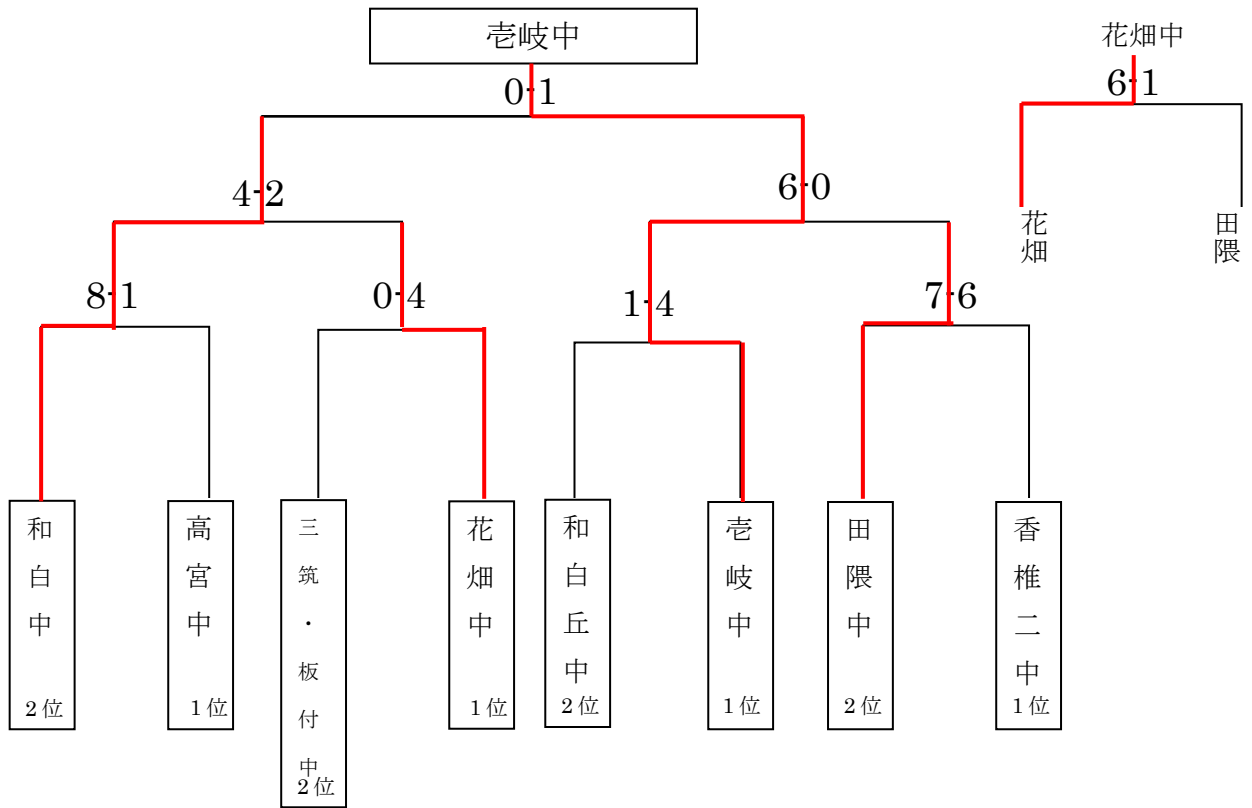 壱岐中
花畑中
0-1
6-1
4-2
6-0
花畑
田隈
8-1
0-4
1-4
7-6
和白中
2位
高宮中
1位
三筑・板付中
2位
花畑中
1位
和白丘中
2位
壱岐中
1位
田隈中
2位
香椎二中
1位